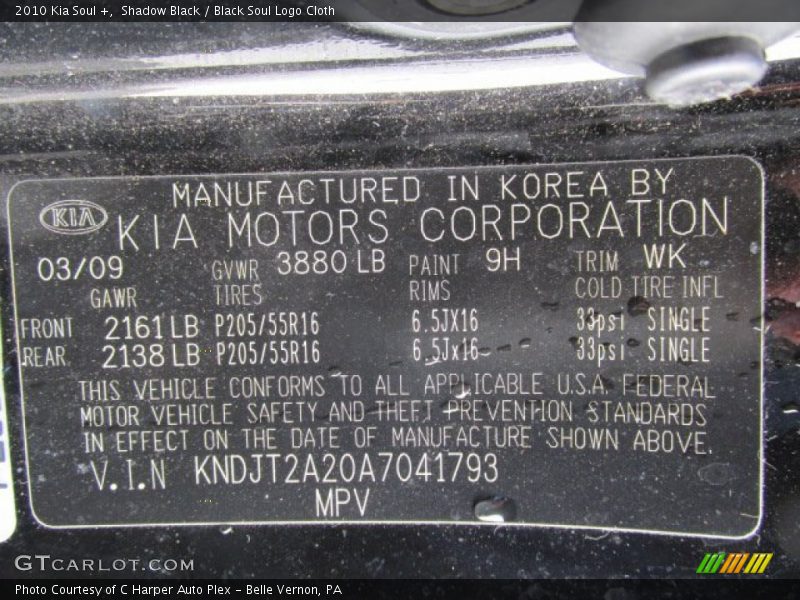 2010 Kia Soul +, Shadow Black / Black Soul Logo Cloth
MANUFACTURED IN KOREA BY
KIA KIA MOTORS CORPORATION
03/09 GVWR 3880 LB PAINT 9H TRIM WK
GAWR TIRES RIMS COLD TIRE INFL
FRONT 2161 LB P205/55R16 6.5JX16 33psi SINGLE
REAR 2138 LB P205/55R16 6.5Jx16 33psi SINGLE
THIS VEHICLE CONFORMS TO ALL APPLICABLE U.S.A. FEDERAL
MOTOR VEHICLE SAFETY AND THEFT PREVENTION STANDARDS
IN EFFECT ON THE DATE OF MANUFACTURE SHOWN ABOVE.
V.I.N KNDJT2A20A7041793
MPV
GTCARLOT.COM
Photo Courtesy of C Harper Auto Plex - Belle Vernon, PA